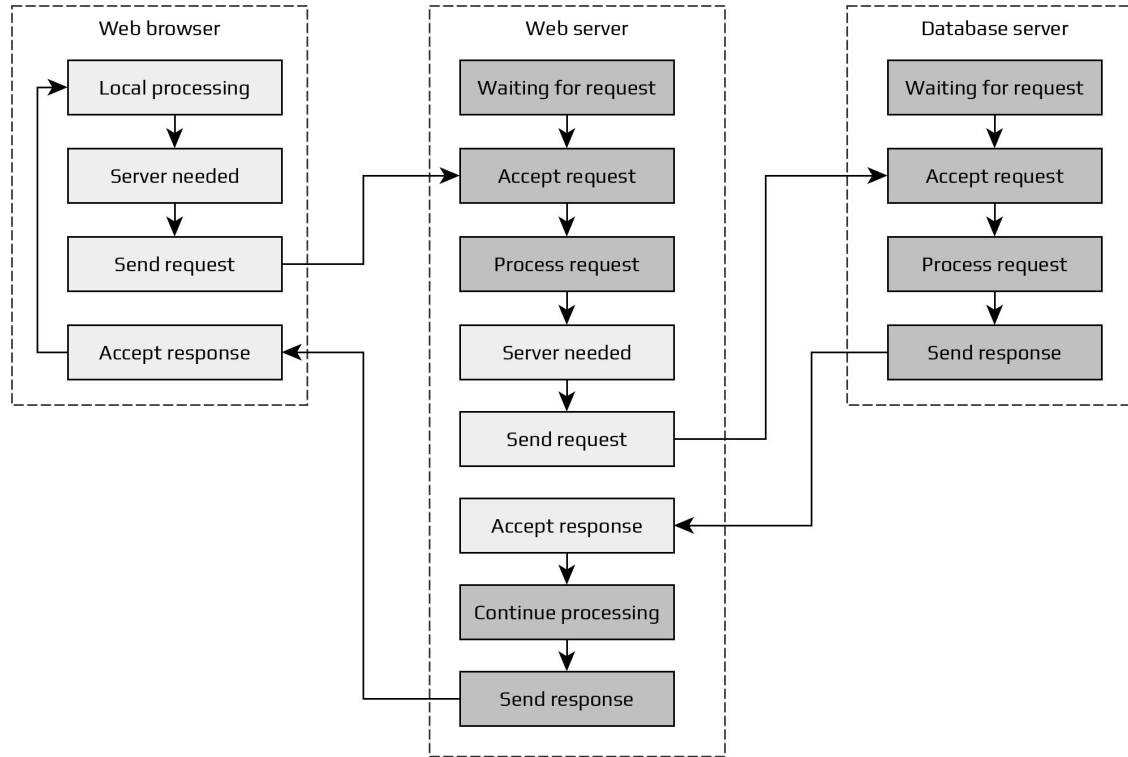 Web browser
Local processing
Server needed
Send request
Accept response
Web server
Waiting for request
Accept request
Process request
Server needed
Send request
Accept response
Continue processing
Send response
Database server
Waiting for request
Accept request
Process request
Send response